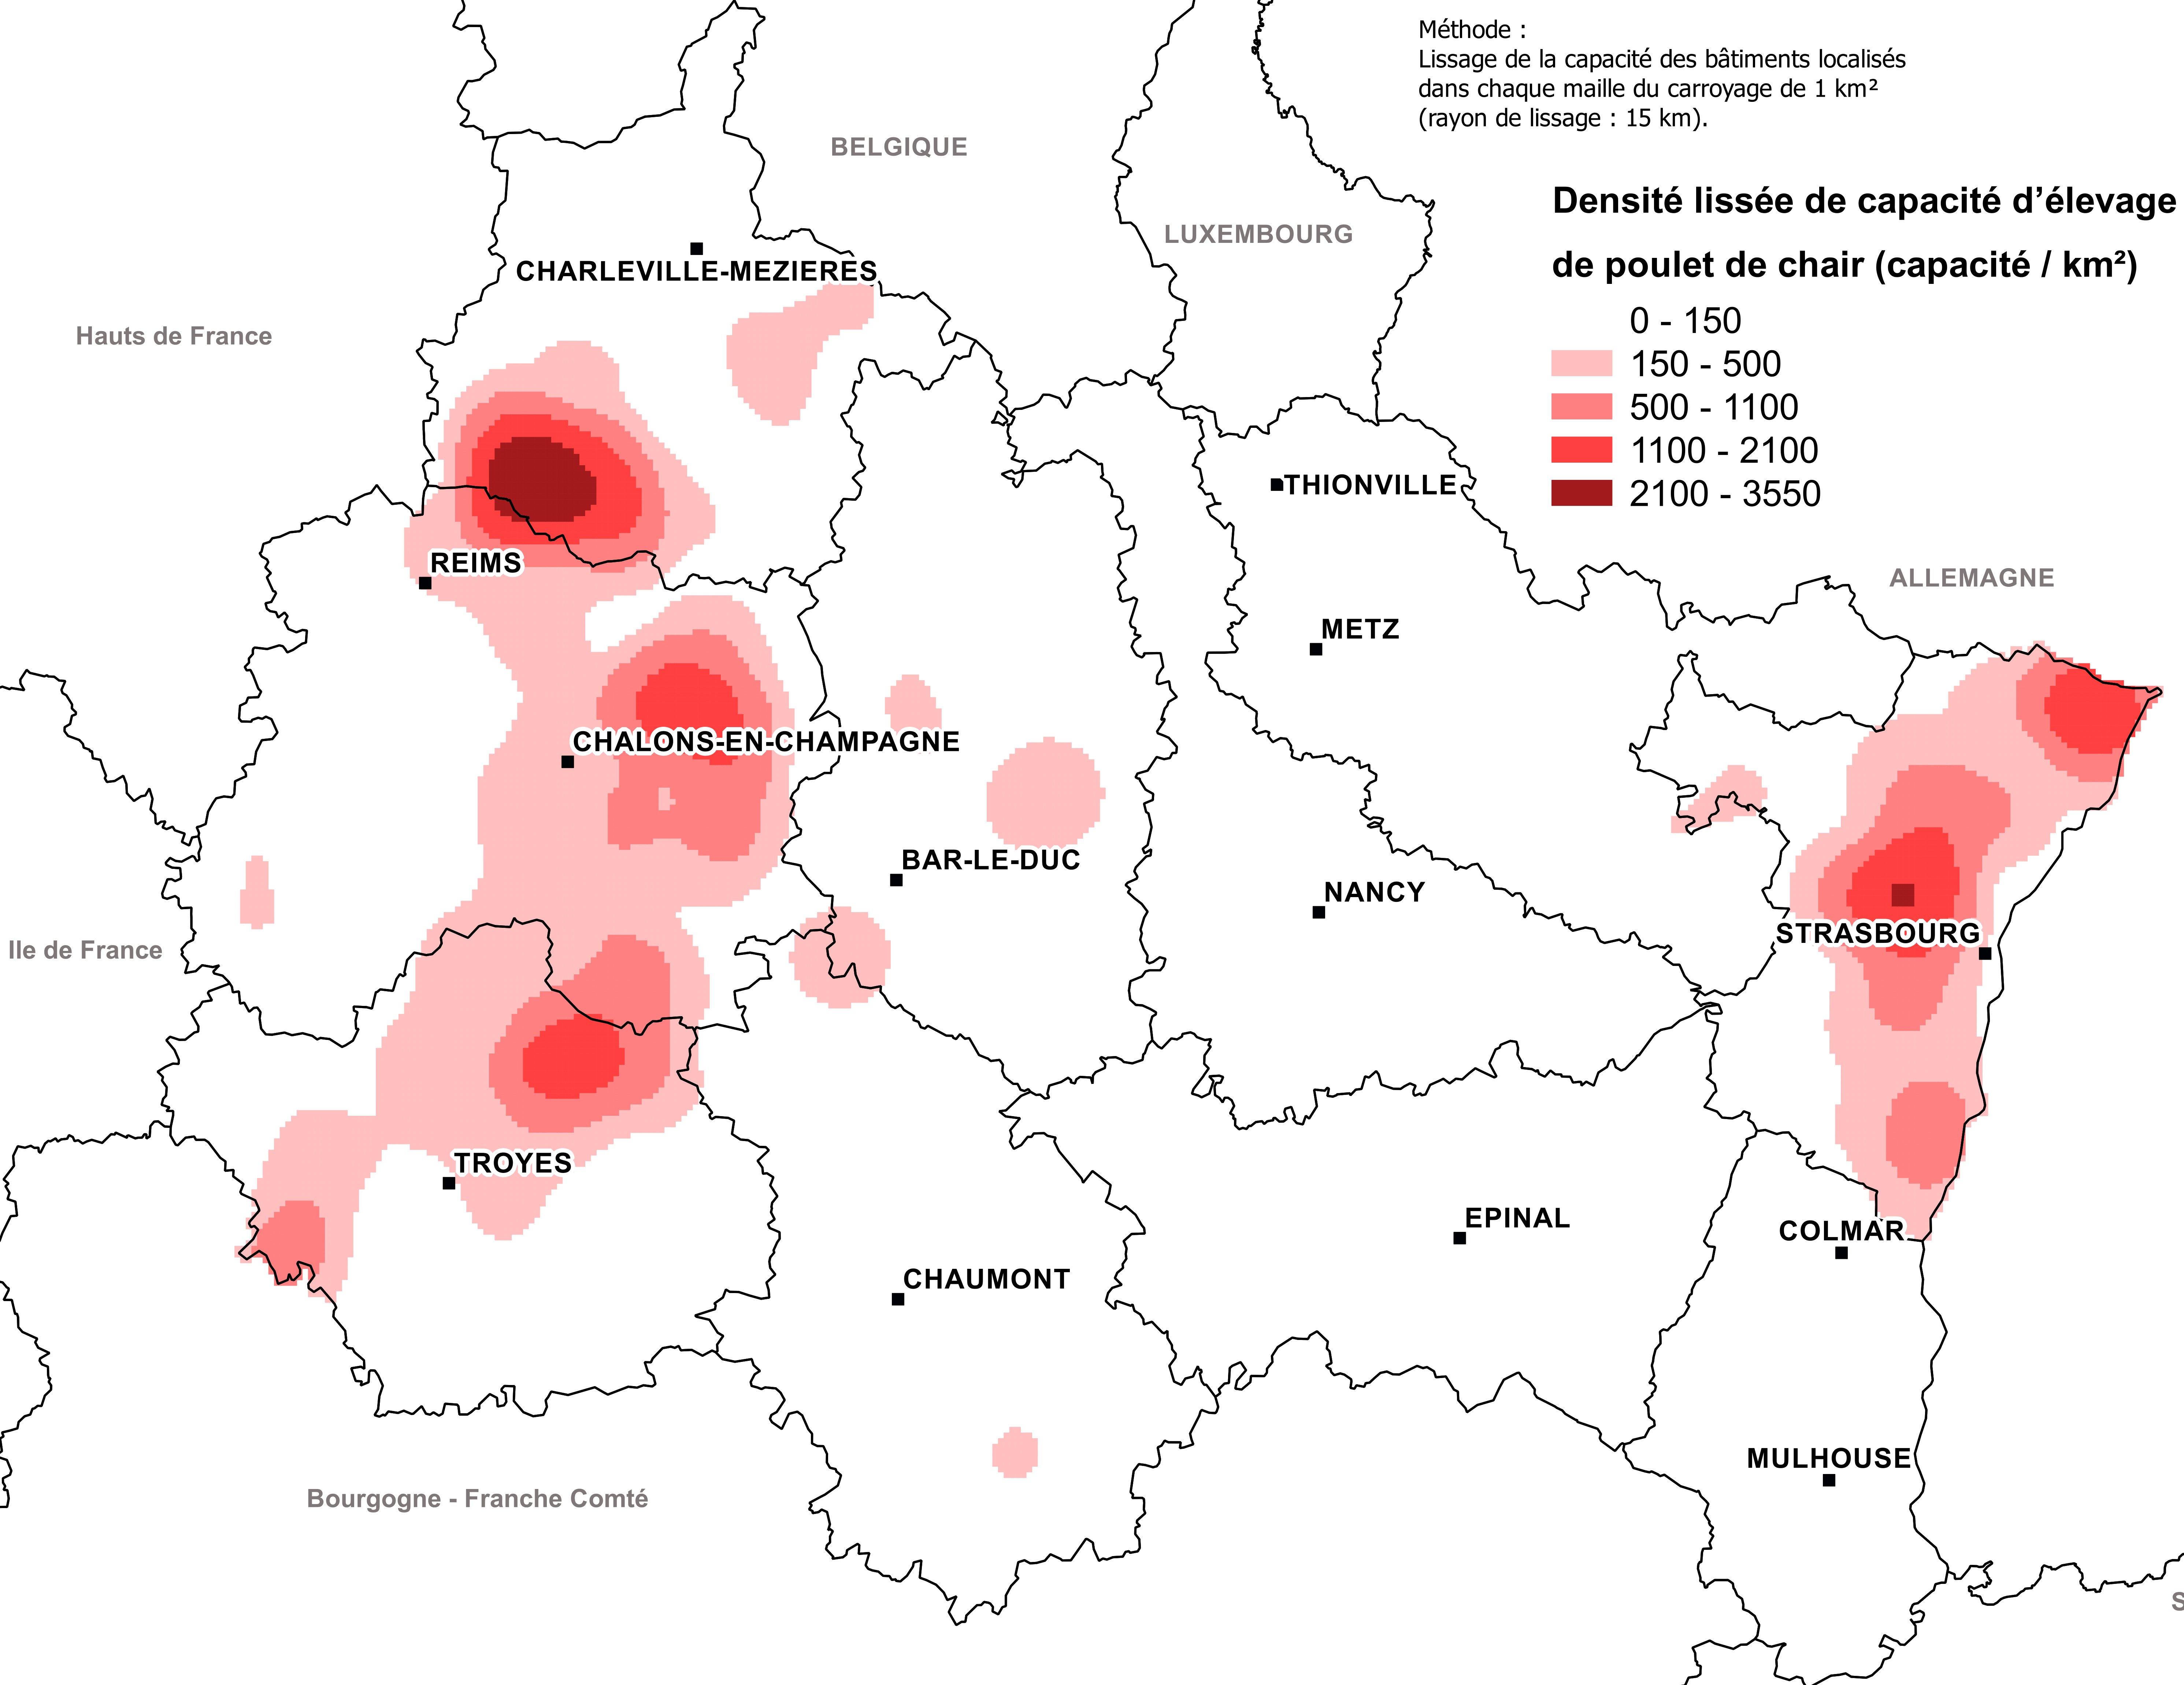 Méthode :
Lissage de la capacité des bâtiments localisés
dans chaque maille du carroyage de 1 km²
(rayon de lissage : 15 km).
BELGIQUE
Densité lissée de capacité d’élevage
LUXEMBOURG
de poulet de chair (capacité / km²)
CHARLEVILLE-MEZIERES
0 - 150
Hauts de France
150 - 500
500 - 1100
1100 - 2100
THIONVILLE
2100 - 3550
REIMS
ALLEMAGNE
METZ
CHALONS-EN-CHAMPAGNE
BAR-LE-DUC
NANCY
STRASBOURG
Ile de France
TROYES
EPINAL
COLMAR
CHAUMONT
MULHOUSE
Bourgogne - Franche Comté
S